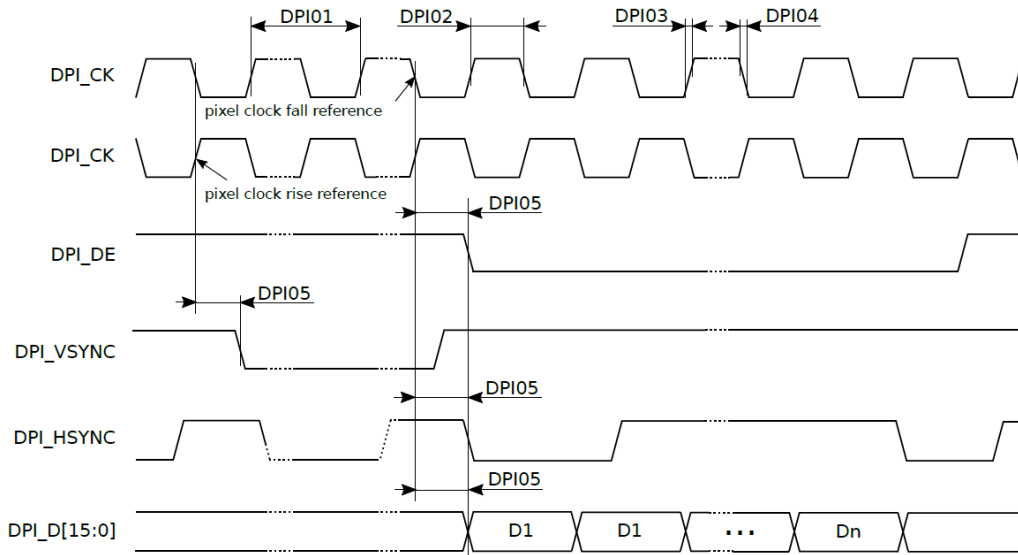 DPI01 DPI02 DPI03 DPI04
DPI_CK
pixel clock fall reference
DPI_CK
pixel clock rise reference
DPI05
DPI_DE
DPI05
DPI_VSYNC
DPI05
DPI_HSYNC
DPI05
DPI_D[15:0] D1 D1 ... Dn